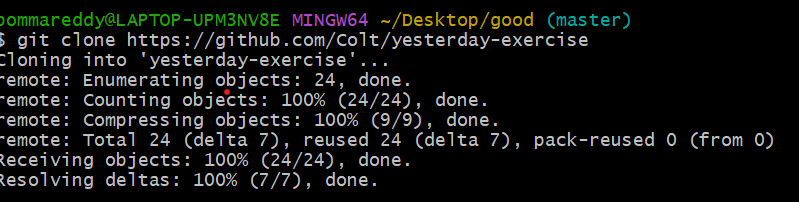 pommareddy@LAPTOP-UPM3NV8E MINGW64 ~/Desktop/good (master)
$ git clone https://github.com/Colt/yesterday-exercise
Cloning into 'yesterday-exercise'...
remote: Enumerating objects: 24, done.
remote: Counting objects: 100% (24/24), done.
remote: Compressing objects: 100% (9/9), done.
remote: Total 24 (delta 7), reused 24 (delta 7), pack-reused 0 (from 0)
Receiving objects: 100% (24/24), done.
Resolving deltas: 100% (7/7), done.